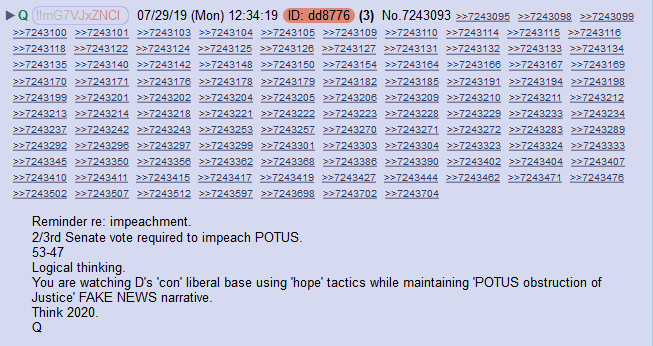 ▶ Q !!mG7VJxZNCI 07/29/19 (Mon) 12:34:19 ID: dd8776 (3) No.7243093 >>7243095 >>7243098 >>7243099
>>7243100 >>7243101 >>7243103 >>7243104 >>7243105 >>7243109 >>7243110 >>7243114 >>7243115 >>7243116
>>7243118 >>7243122 >>7243124 >>7243125 >>7243126 >>7243127 >>7243131 >>7243132 >>7243133 >>7243134
>>7243135 >>7243140 >>7243142 >>7243148 >>7243150 >>7243154 >>7243164 >>7243166 >>7243167 >>7243169
>>7243170 >>7243171 >>7243176 >>7243178 >>7243179 >>7243182 >>7243185 >>7243191 >>7243194 >>7243198
>>7243199 >>7243201 >>7243202 >>7243204 >>7243205 >>7243206 >>7243209 >>7243210 >>7243211 >>7243212
>>7243213 >>7243214 >>7243218 >>7243221 >>7243222 >>7243223 >>7243228 >>7243229 >>7243233 >>7243234
>>7243237 >>7243242 >>7243243 >>7243253 >>7243257 >>7243270 >>7243271 >>7243272 >>7243283 >>7243289
>>7243292 >>7243296 >>7243297 >>7243299 >>7243301 >>7243303 >>7243304 >>7243323 >>7243324 >>7243333
>>7243345 >>7243350 >>7243356 >>7243362 >>7243368 >>7243386 >>7243390 >>7243402 >>7243404 >>7243407
>>7243410 >>7243411 >>7243415 >>7243417 >>7243419 >>7243427 >>7243444 >>7243462 >>7243471 >>7243476
>>7243502 >>7243507 >>7243512 >>7243597 >>7243698 >>7243702 >>7243704
Reminder re: impeachment.
2/3rd Senate vote required to impeach POTUS.
53-47
Logical thinking.
You are watching D's 'con' liberal base using 'hope' tactics while maintaining 'POTUS obstruction of
Justice' FAKE NEWS narrative.
Think 2020.
Q